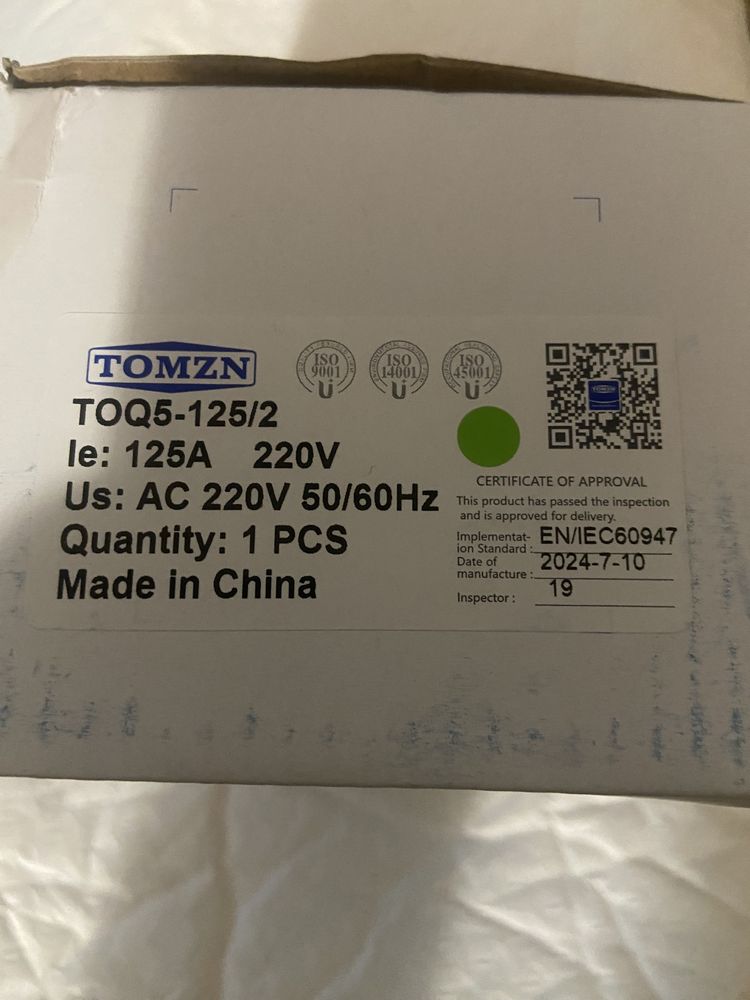 TOMZN
ISO 9001
ISO 14001
ISO 45001
TOMZN
TOQ5-125/2
Ie: 125A 220V
Us: AC 220V 50/60Hz
Quantity: 1 PCS
Made in China
CERTIFICATE OF APPROVAL
This product has passed the inspection
and is approved for delivery.
Implementat-
ion Standard : EN/IEC60947
Date of
manufacture : 2024-7-10
Inspector : 19